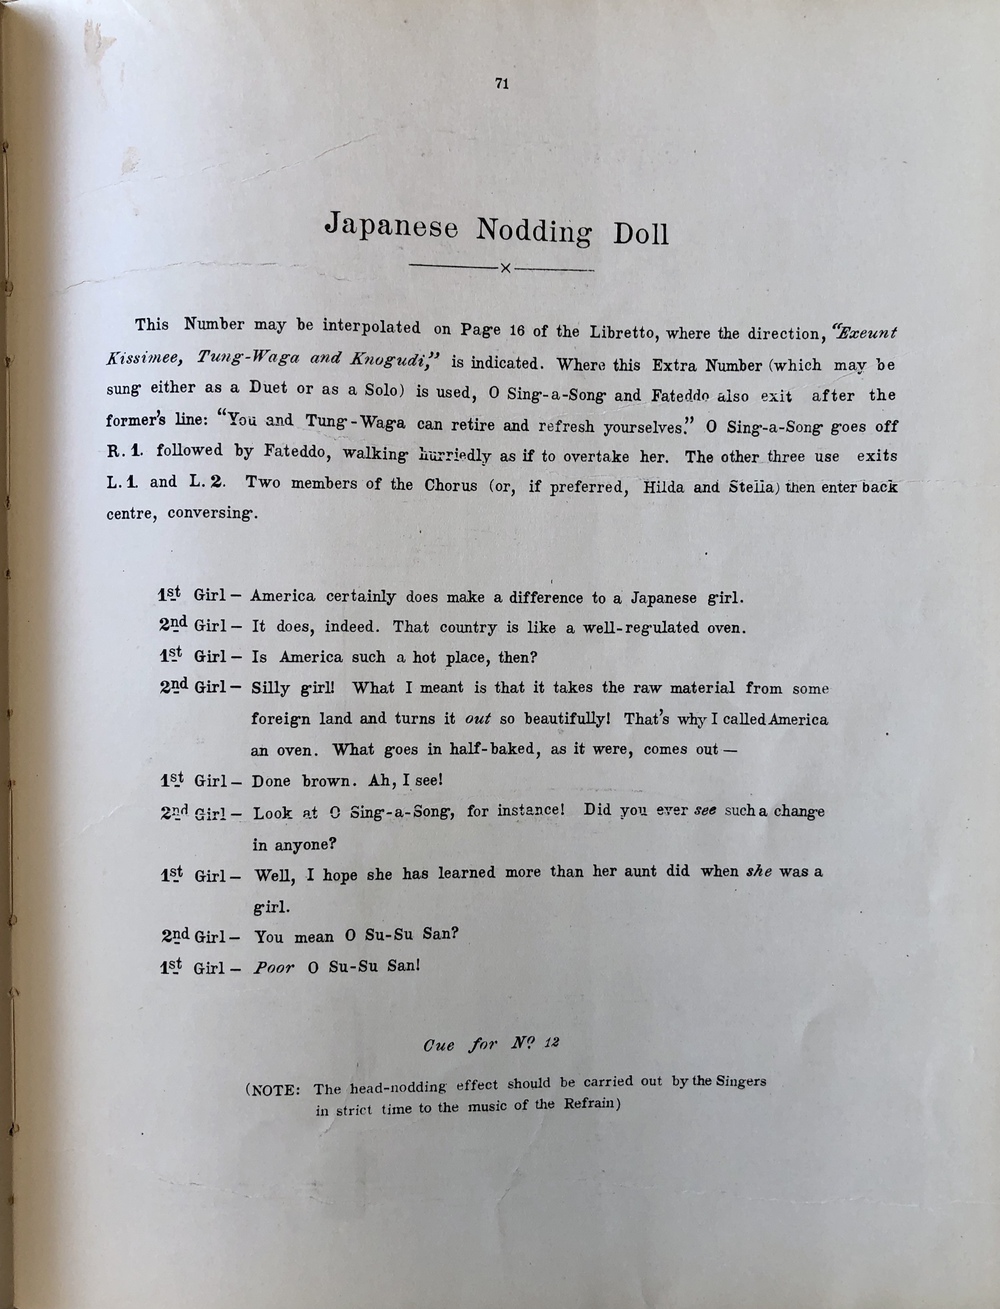 71
Japanese Nodding Doll
This Number may be interpolated on Page 16 of the Libretto, where the direction, "Exeunt
Kissimee, Tung-Waga and Knogudi," is indicated. Where this Extra Number (which may be
sung either as a Duet or as a Solo) is used, O Sing-a-Song and Fateddo also exit after the
former's line: "You and Tung-Waga can retire and refresh yourselves." O Sing-a-Song goes off
R. 1. followed by Fateddo, walking hurriedly as if to overtake her. The other three use exits
L. 1. and L. 2. Two members of the Chorus (or, if preferred, Hilda and Stella) then enter back
centre, conversing.
1st Girl — America certainly does make a difference to a Japanese girl.
2nd Girl — It does, indeed. That country is like a well-regulated oven.
1st Girl — Is America such a hot place, then?
2nd Girl — Silly girl! What I meant is that it takes the raw material from some
foreign land and turns it out so beautifully! That's why I called America
an oven. What goes in half-baked, as it were, comes out —
1st Girl — Done brown. Ah, I see!
2nd Girl — Look at O Sing-a-Song, for instance! Did you ever see such a change
in anyone?
1st Girl — Well, I hope she has learned more than her aunt did when she was a
girl.
2nd Girl — You mean O Su-Su San?
1st Girl — Poor O Su-Su San!
Cue for No. 12
(NOTE: The head-nodding effect should be carried out by the Singers
in strict time to the music of the Refrain)